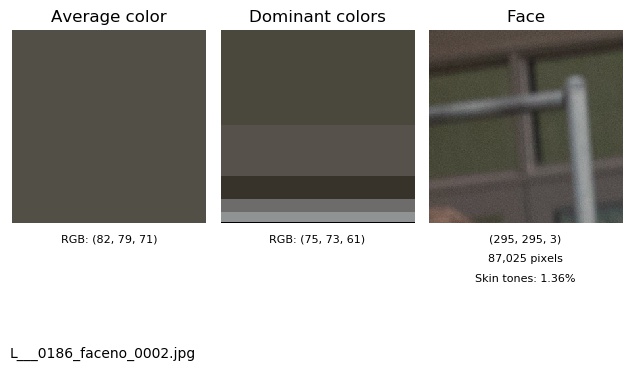 Average color
Dominant colors
Face
RGB: (82, 79, 71)
RGB: (75, 73, 61)
(295, 295, 3)
87,025 pixels
Skin tones: 1.36%
L___0186_faceno_0002.jpg